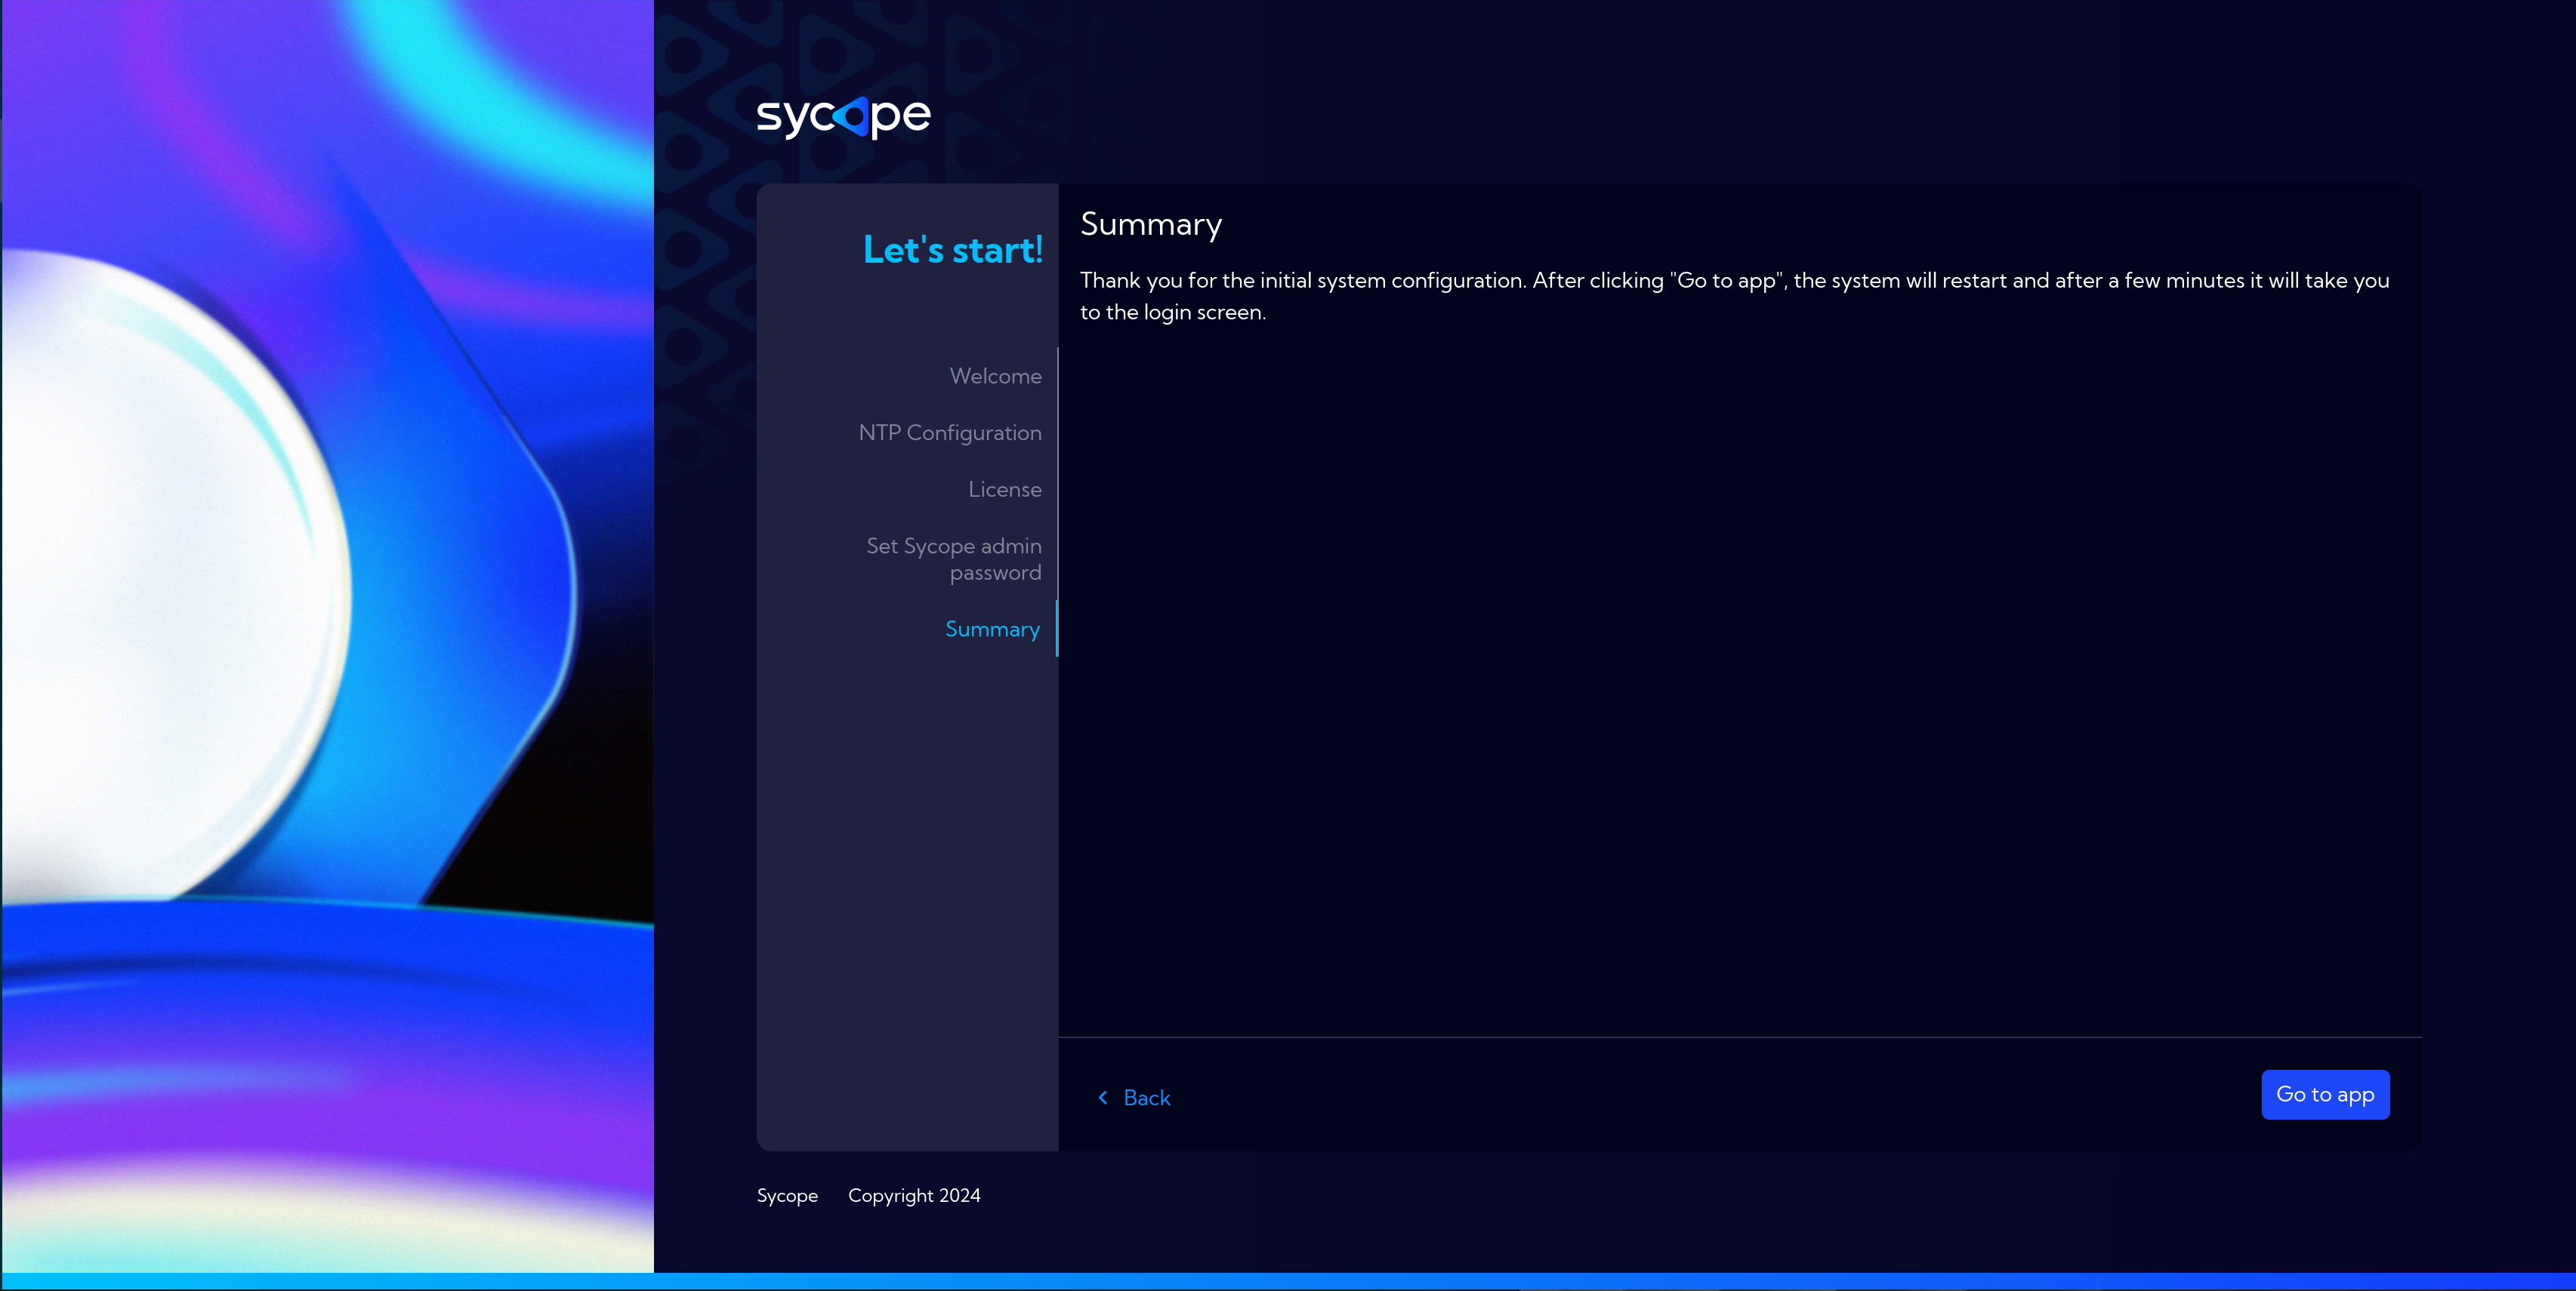 sycope
Let's start!
Welcome
NTP Configuration
License
Set Sycope admin
password
Summary
Summary
Thank you for the initial system configuration. After clicking "Go to app", the system will restart and after a few minutes it will take you
to the login screen.
Back
Go to app
Sycope Copyright 2024